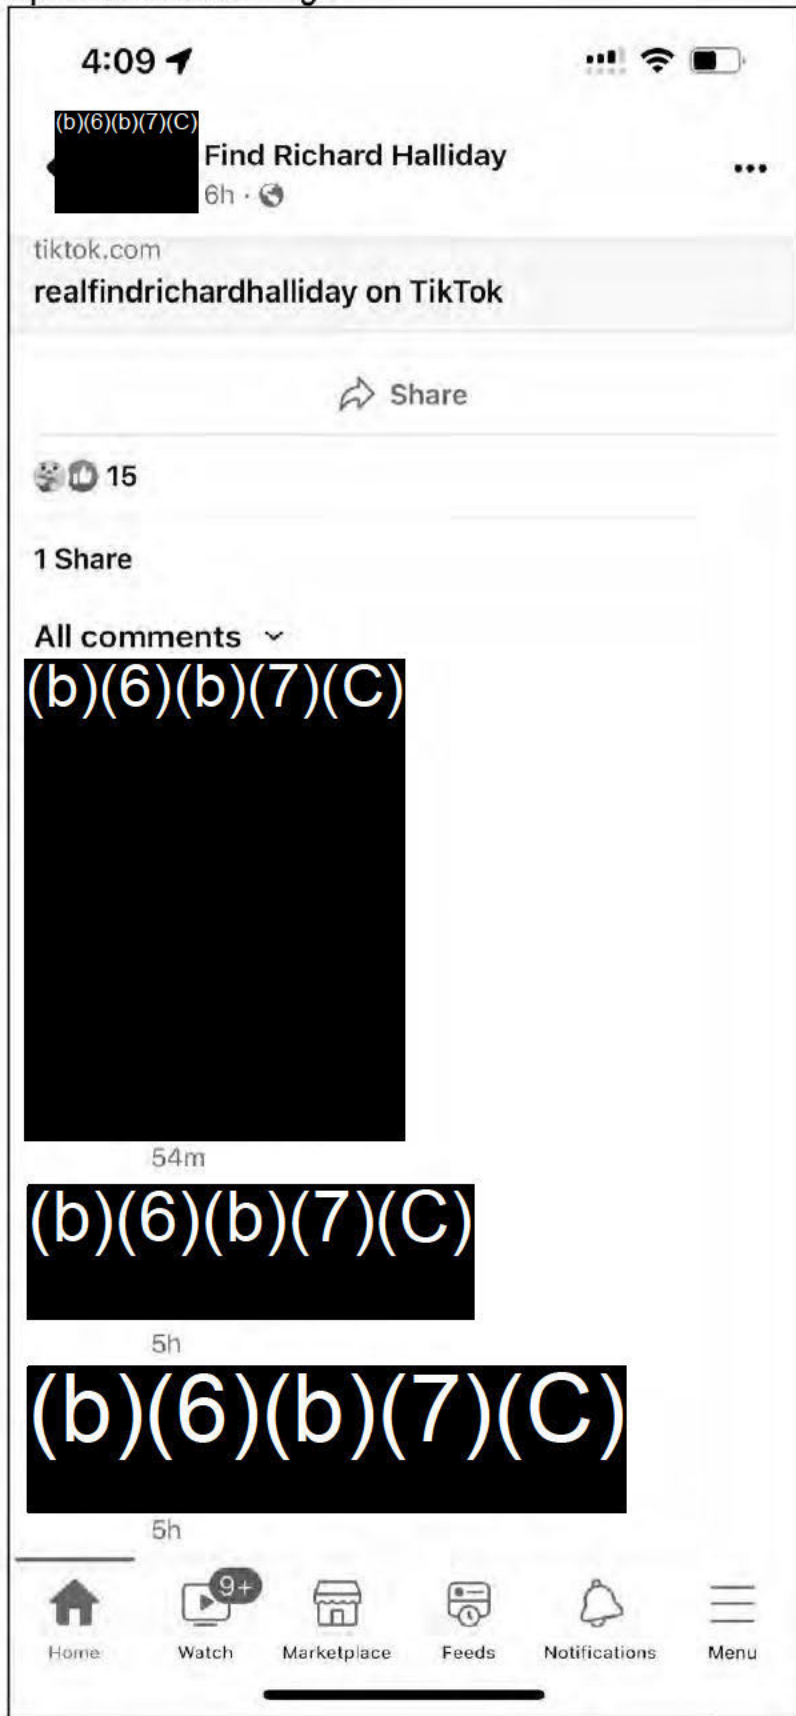 4:09
(b)(6)(b)(7)(C)
Find Richard Halliday
6h ·
tiktok.com
realfindrichardhalliday on TikTok
Share
15
1 Share
All comments
(b)(6)(b)(7)(C)
54m
(b)(6)(b)(7)(C)
5h
(b)(6)(b)(7)(C)
5h
9+
Home Watch Marketplace Feeds Notifications Menu